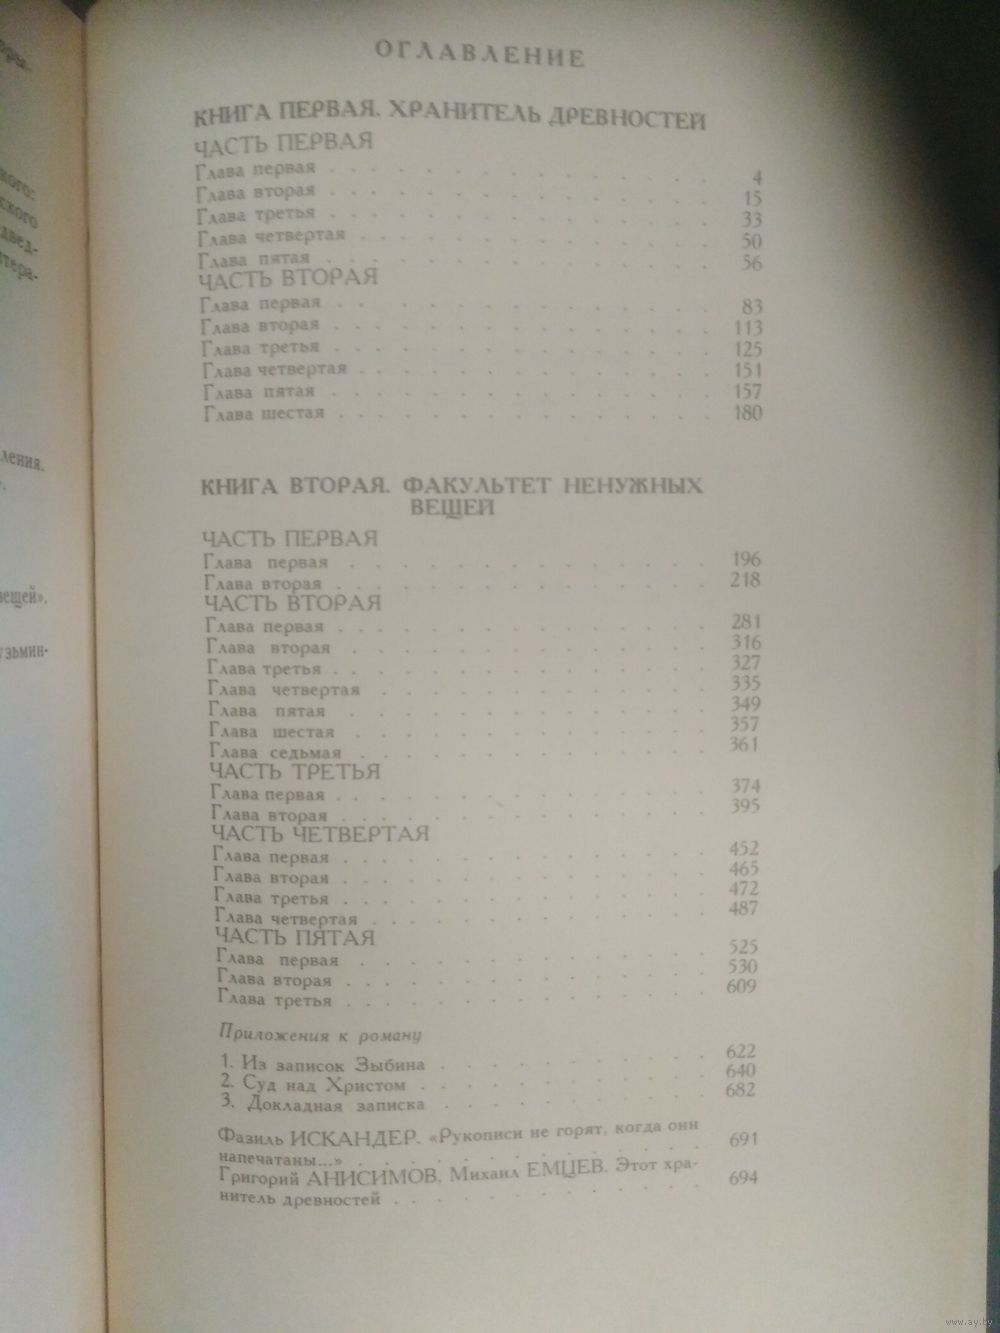 ОГЛАВЛЕНИЕ
КНИГА ПЕРВАЯ. ХРАНИТЕЛЬ ДРЕВНОСТЕЙ
ЧАСТЬ ПЕРВАЯ
Глава первая . . . . . . . . . . . . . . 4
Глава вторая . . . . . . . . . . . . . . 15
Глава третья . . . . . . . . . . . . . . 33
Глава четвертая . . . . . . . . . . . . . 50
Глава пятая . . . . . . . . . . . . . . 56
ЧАСТЬ ВТОРАЯ
Глава первая . . . . . . . . . . . . . . 83
Глава вторая . . . . . . . . . . . . . . 113
Глава третья . . . . . . . . . . . . . . 125
Глава четвертая . . . . . . . . . . . . . 151
Глава пятая . . . . . . . . . . . . . . 157
Глава шестая . . . . . . . . . . . . . . 180
КНИГА ВТОРАЯ. ФАКУЛЬТЕТ НЕНУЖНЫХ
ВЕЩЕЙ
ЧАСТЬ ПЕРВАЯ
Глава первая . . . . . . . . . . . . . . 196
Глава вторая . . . . . . . . . . . . . . 218
ЧАСТЬ ВТОРАЯ
Глава первая . . . . . . . . . . . . . . 281
Глава вторая . . . . . . . . . . . . . . 316
Глава третья . . . . . . . . . . . . . . 327
Глава четвертая . . . . . . . . . . . . . 335
Глава пятая . . . . . . . . . . . . . . 349
Глава шестая . . . . . . . . . . . . . . 357
Глава седьмая . . . . . . . . . . . . . 361
ЧАСТЬ ТРЕТЬЯ
Глава первая . . . . . . . . . . . . . . 374
Глава вторая . . . . . . . . . . . . . . 395
ЧАСТЬ ЧЕТВЕРТАЯ
Глава первая . . . . . . . . . . . . . . 452
Глава вторая . . . . . . . . . . . . . . 465
Глава третья . . . . . . . . . . . . . . 472
Глава четвертая . . . . . . . . . . . . . 487
ЧАСТЬ ПЯТАЯ
Глава первая . . . . . . . . . . . . . . 525
Глава вторая . . . . . . . . . . . . . . 530
Глава третья . . . . . . . . . . . . . . 609
Приложения к роману
1. Из записок Зыбина . . . . . . . . . . 622
2. Суд над Христом . . . . . . . . . . . 640
3. Докладная записка . . . . . . . . . . 682
Фазиль ИСКАНДЕР. «Рукописи не горят, когда они
напечатаны...» . . . . . . . . . . . . . 691
Григорий АНИСИМОВ, Михаил ЕМЦЕВ. Этот хра-
нитель древностей . . . . . . . . . . . . 694
www.ay.by